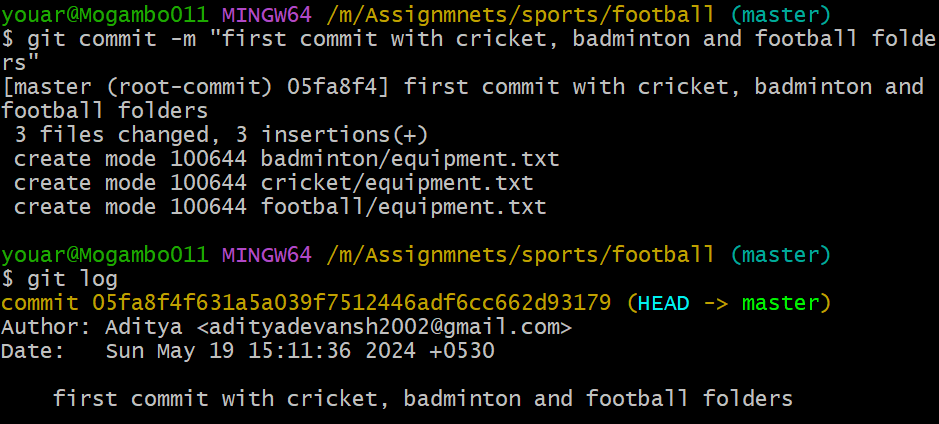 youar@Mogambo011 MINGW64 /m/Assignmnets/sports/football (master)
$ git commit -m "first commit with cricket, badminton and football folde
rs"
[master (root-commit) 05fa8f4] first commit with cricket, badminton and
football folders
 3 files changed, 3 insertions(+)
 create mode 100644 badminton/equipment.txt
 create mode 100644 cricket/equipment.txt
 create mode 100644 football/equipment.txt

youar@Mogambo011 MINGW64 /m/Assignmnets/sports/football (master)
$ git log
commit 05fa8f4f631a5a039f7512446adf6cc662d93179 (HEAD -> master)
Author: Aditya <adityadevansh2002@gmail.com>
Date:   Sun May 19 15:11:36 2024 +0530

    first commit with cricket, badminton and football folders